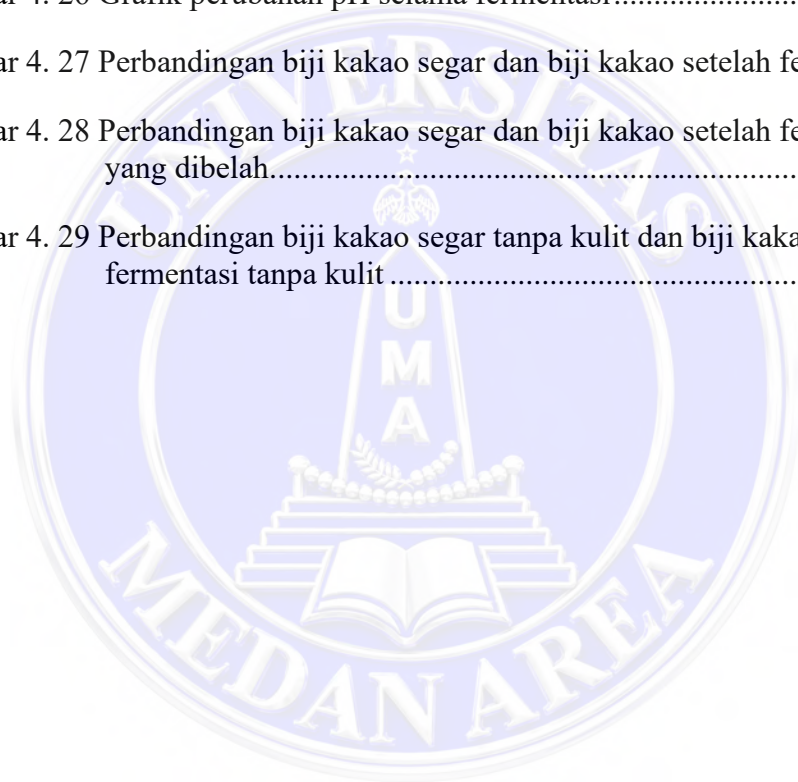 ar 4. 26 Grafik perubahan pH selama fermentasi........................
ar 4. 27 Perbandingan biji kakao segar dan biji kakao setelah fe
ar 4. 28 Perbandingan biji kakao segar dan biji kakao setelah fe
yang dibelah.....................................................................
ar 4. 29 Perbandingan biji kakao segar tanpa kulit dan biji kaka
fermentasi tanpa kulit.....................................................
UNIVERSITAS
U
M
A
MEDAN AREA